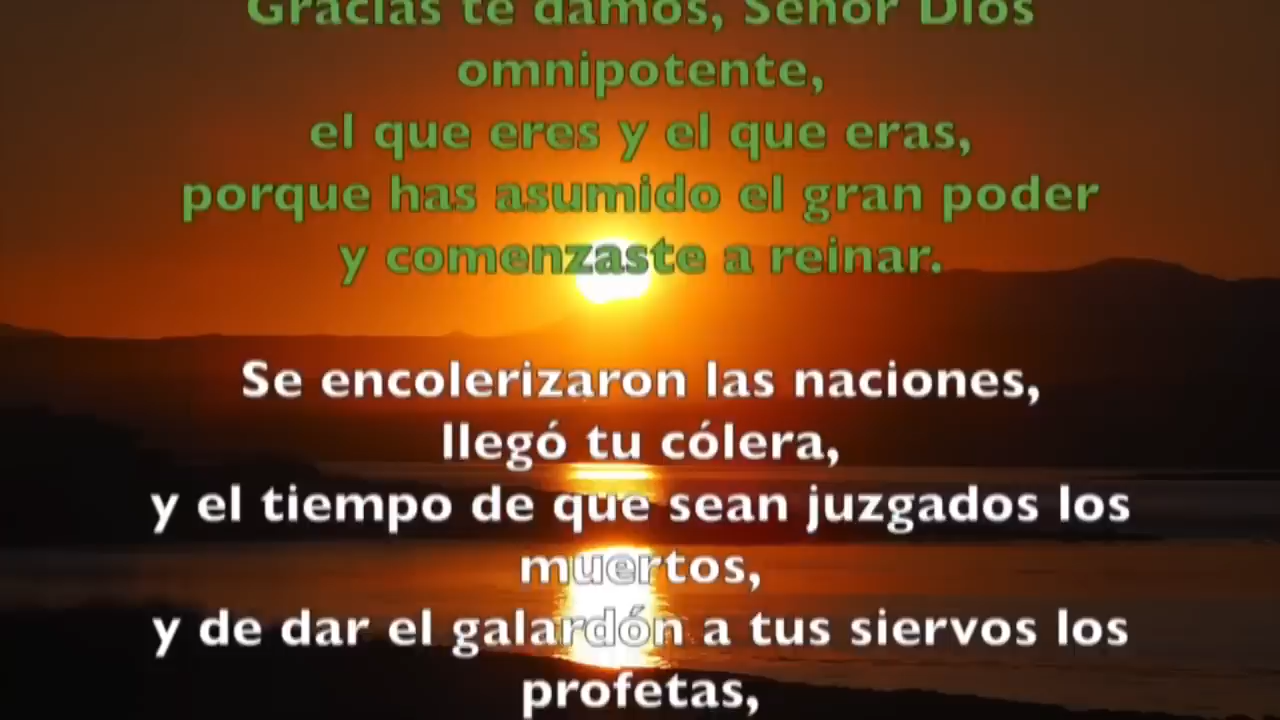 Gracias te damos, Señor Dios
omnipotente,
el que eres y el que eras,
porque has asumido el gran poder
y comenzaste a reinar.
Se encolerizaron las naciones,
llegó tu cólera,
y el tiempo de que sean juzgados los
muertos,
y de dar el galardón a tus siervos los
profetas,